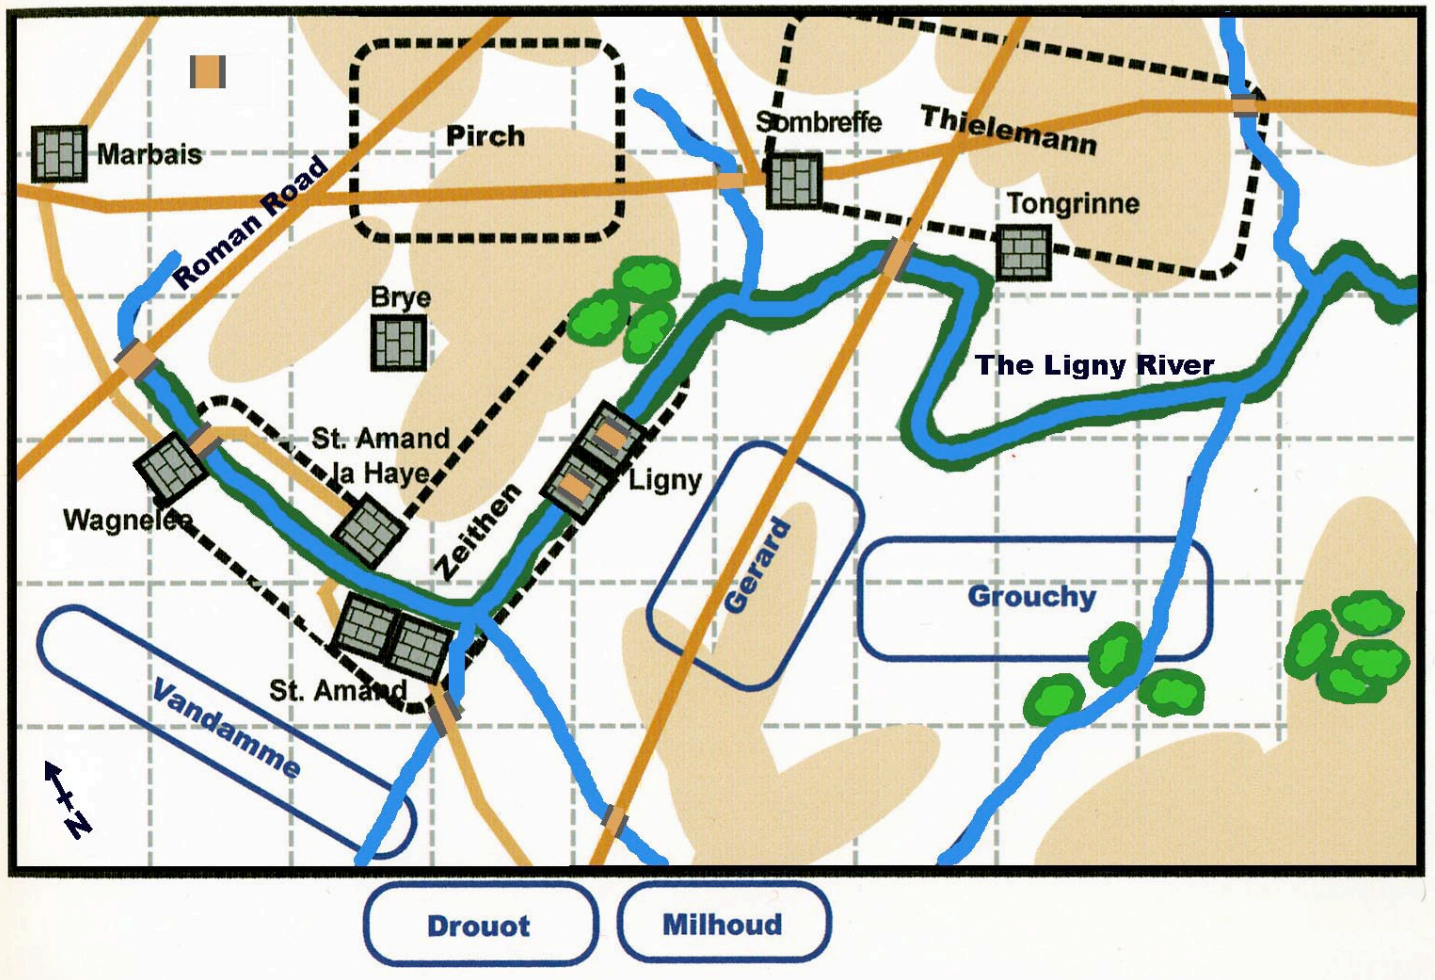 Pirch
Sombreffe
Thielemann
Marbais
Roman Road
Tongrinne
Brye
The Ligny River
St. Amand
la Haye
Ligny
Wagnelee
Zeithen
Gerard
Grouchy
St. Amand
Vandamme
N
Drouot
Milhoud